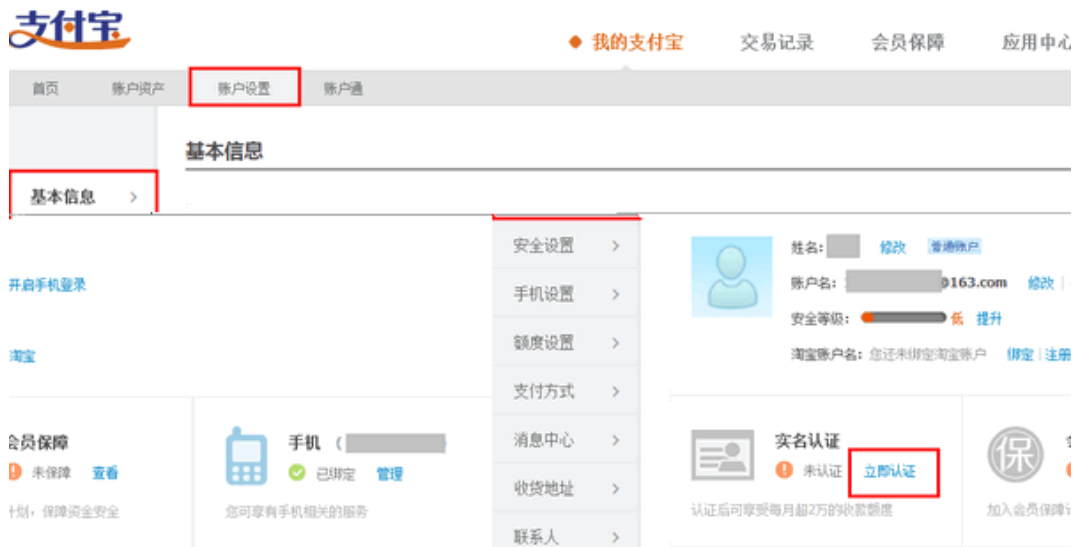 支付宝
我的支付宝 交易记录 会员保障 应用中心
首页 账户资产 账户设置 账户通
基本信息
基本信息 >
安全设置 >
手机设置 >
额度设置 >
支付方式 >
消息中心 >
收货地址 >
联系人 >
开启手机登录
淘宝
会员保障
未保障 查看
计划，保障资金安全
手机 (
已绑定 管理
您可享有手机相关的服务
姓名: 修改 普通账户
账户名: @163.com 修改 |
安全等级: 低 提升
淘宝账户名: 您还未绑定淘宝账户 绑定 | 注册
实名认证
未认证 立即认证
认证后可享受每月超2万的收款额度
保
加入会员保障